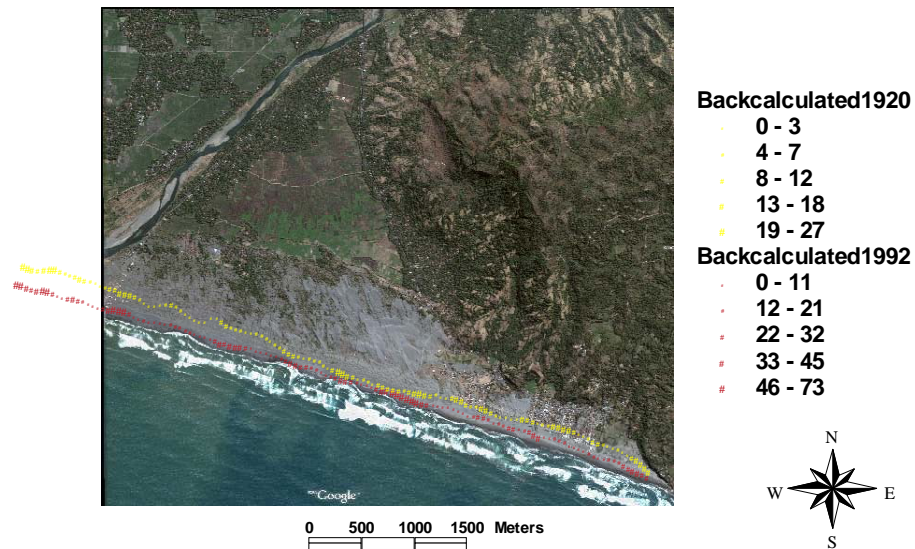 Backcalculated1920
0 - 3
4 - 7
8 - 12
13 - 18
19 - 27
Backcalculated1992
0 - 11
12 - 21
22 - 32
33 - 45
46 - 73
Google
0 500 1000 1500 Meters
N
W E
S